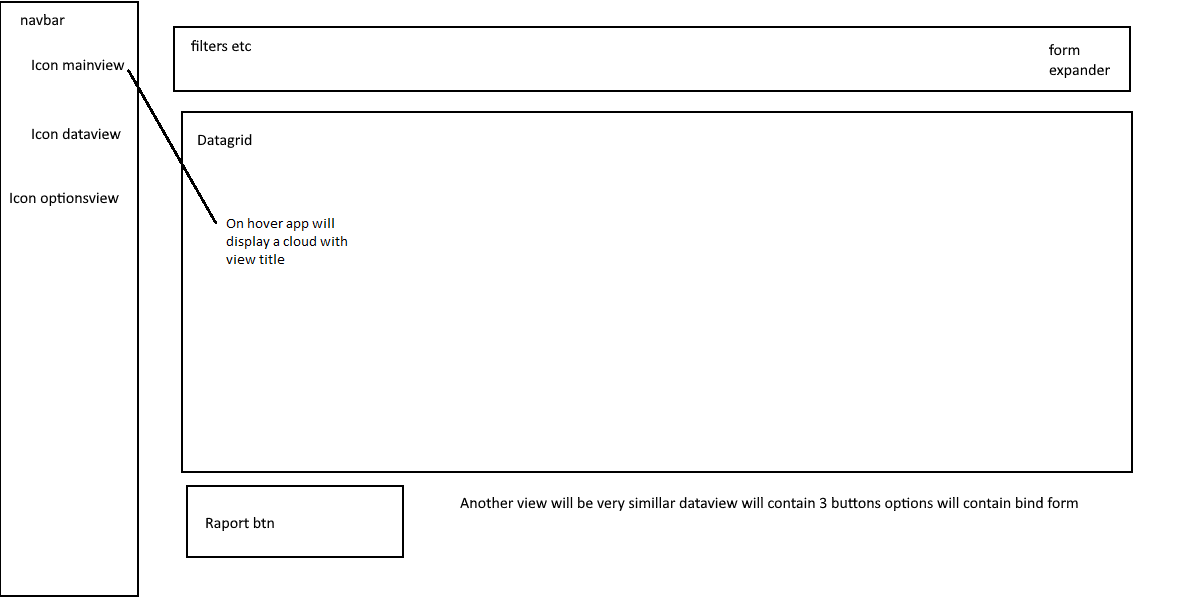 navbar
Icon mainview
Icon dataview
Icon optionsview
filters etc
form
expander
Datagrid
On hover app will
display a cloud with
view title
Raport btn
Another view will be very simillar dataview will contain 3 buttons options will contain bind form